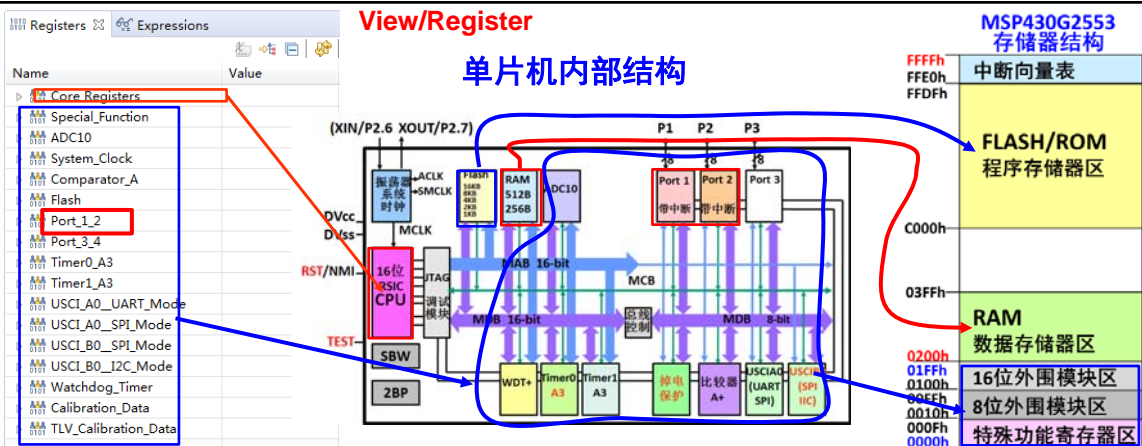 Registers
Expressions
View/Register
Name
Value
Core Registers
Special_Function
ADC10
System_Clock
Comparator_A
Flash
Port_1_2
Port_3_4
Timer0_A3
Timer1_A3
USCI_A0__UART_Mode
USCI_A0__SPI_Mode
USCI_B0__SPI_Mode
USCI_B0__I2C_Mode
Watchdog_Timer
Calibration_Data
TLV_Calibration_Data
单片机内部结构
(XIN/P2.6 XOUT/P2.7)
P1
P2
P3
振荡器
系统
时钟
ACLK
SMCLK
MCLK
Flash
16KB
8KB
4KB
2KB
1KB
RAM
512B
256B
ADC10
8
8
8
Port 1
带中断
Port 2
带中断
Port 3
DVcc
DVss
RST/NMI
TEST
16位
RSIC
CPU
JTAG
调试
模块
SBW
2BP
MAB 16-bit
MCB
MDB 16-bit
总线
控制
MDB 8-bit
WDT+
Timer0
A3
Timer1
A3
掉电
保护
比较器
A+
USCIA0
(UART
SPI)
(SPI
IIC)
MSP430G2553
存储器结构
FFFFh
FFE0h
FFDFh
中断向量表
FLASH/ROM
程序存储器区
C000h
03FFh
RAM
数据存储器区
0200h
01FFh
0100h
16位外围模块区
00FFh
0010h
8位外围模块区
000Fh
0000h
特殊功能寄存器区